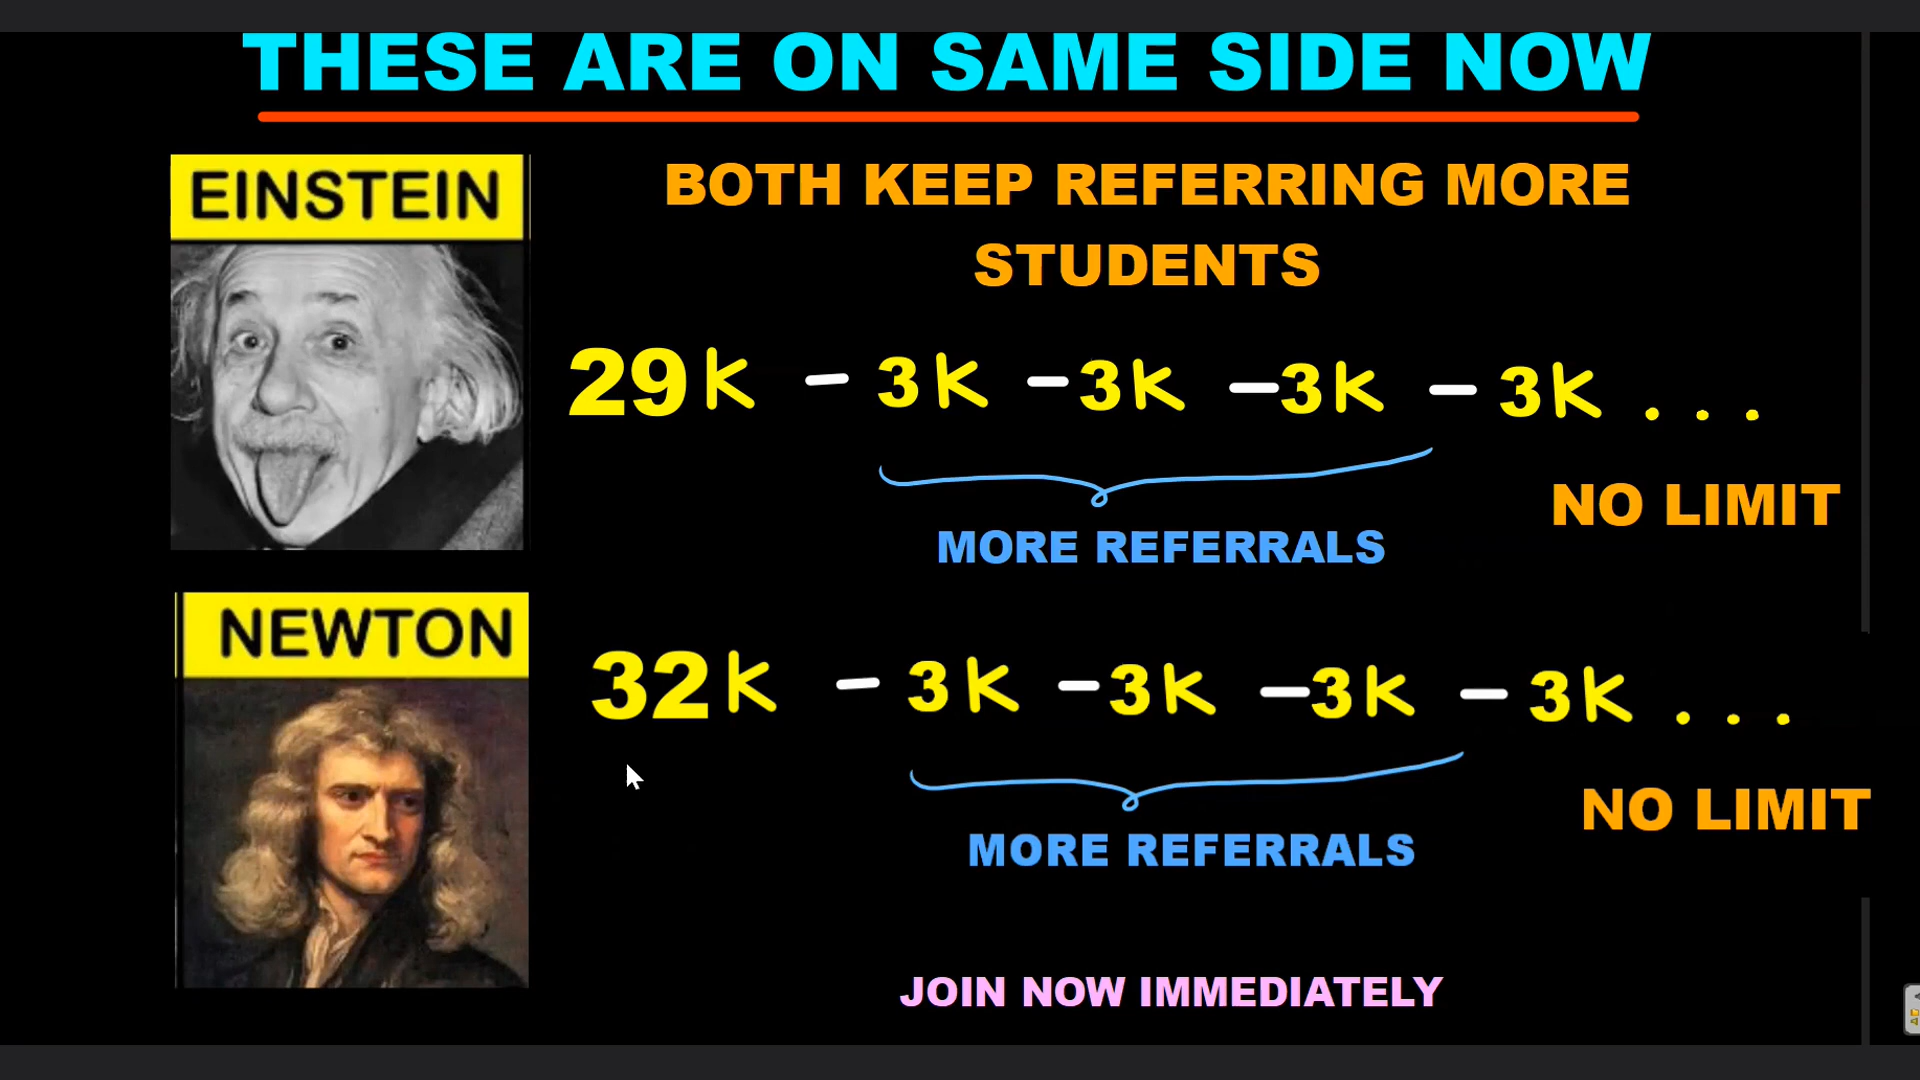 THESE ARE ON SAME SIDE NOW
EINSTEIN
BOTH KEEP REFERRING MORE
STUDENTS
29K - 3K - 3K - 3K - 3K . . .
NO LIMIT
MORE REFERRALS
NEWTON
32K - 3K - 3K - 3K - 3K . . .
NO LIMIT
MORE REFERRALS
JOIN NOW IMMEDIATELY